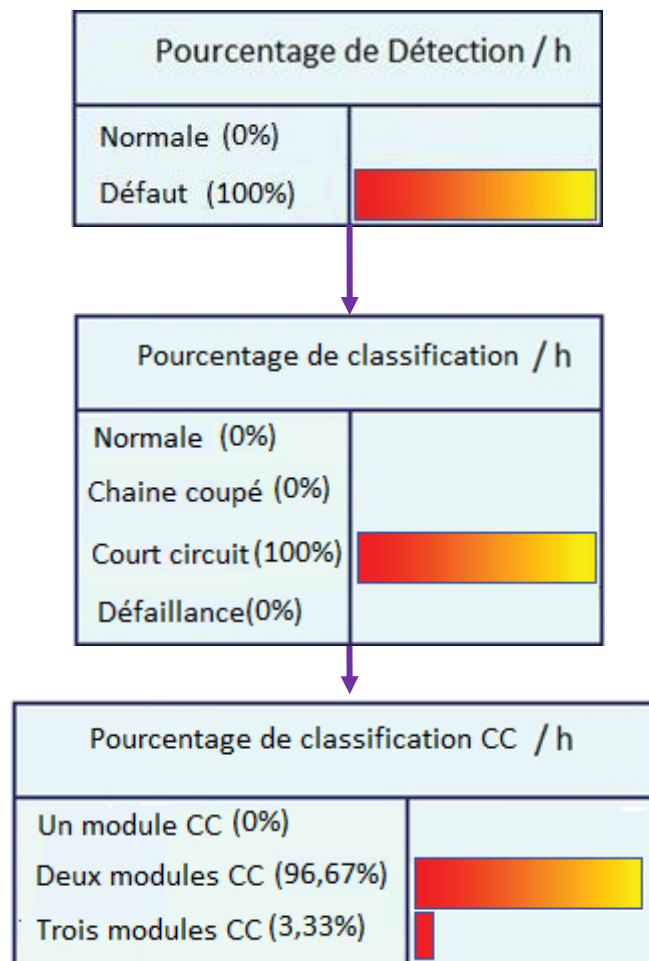 Pourcentage de Détection / h
Normale (0%)
Défaut (100%)
Pourcentage de classification / h
Normale (0%)
Chaine coupé (0%)
Court circuit (100%)
Défaillance(0%)
Pourcentage de classification CC / h
Un module CC (0%)
Deux modules CC (96,67%)
Trois modules CC (3,33%)